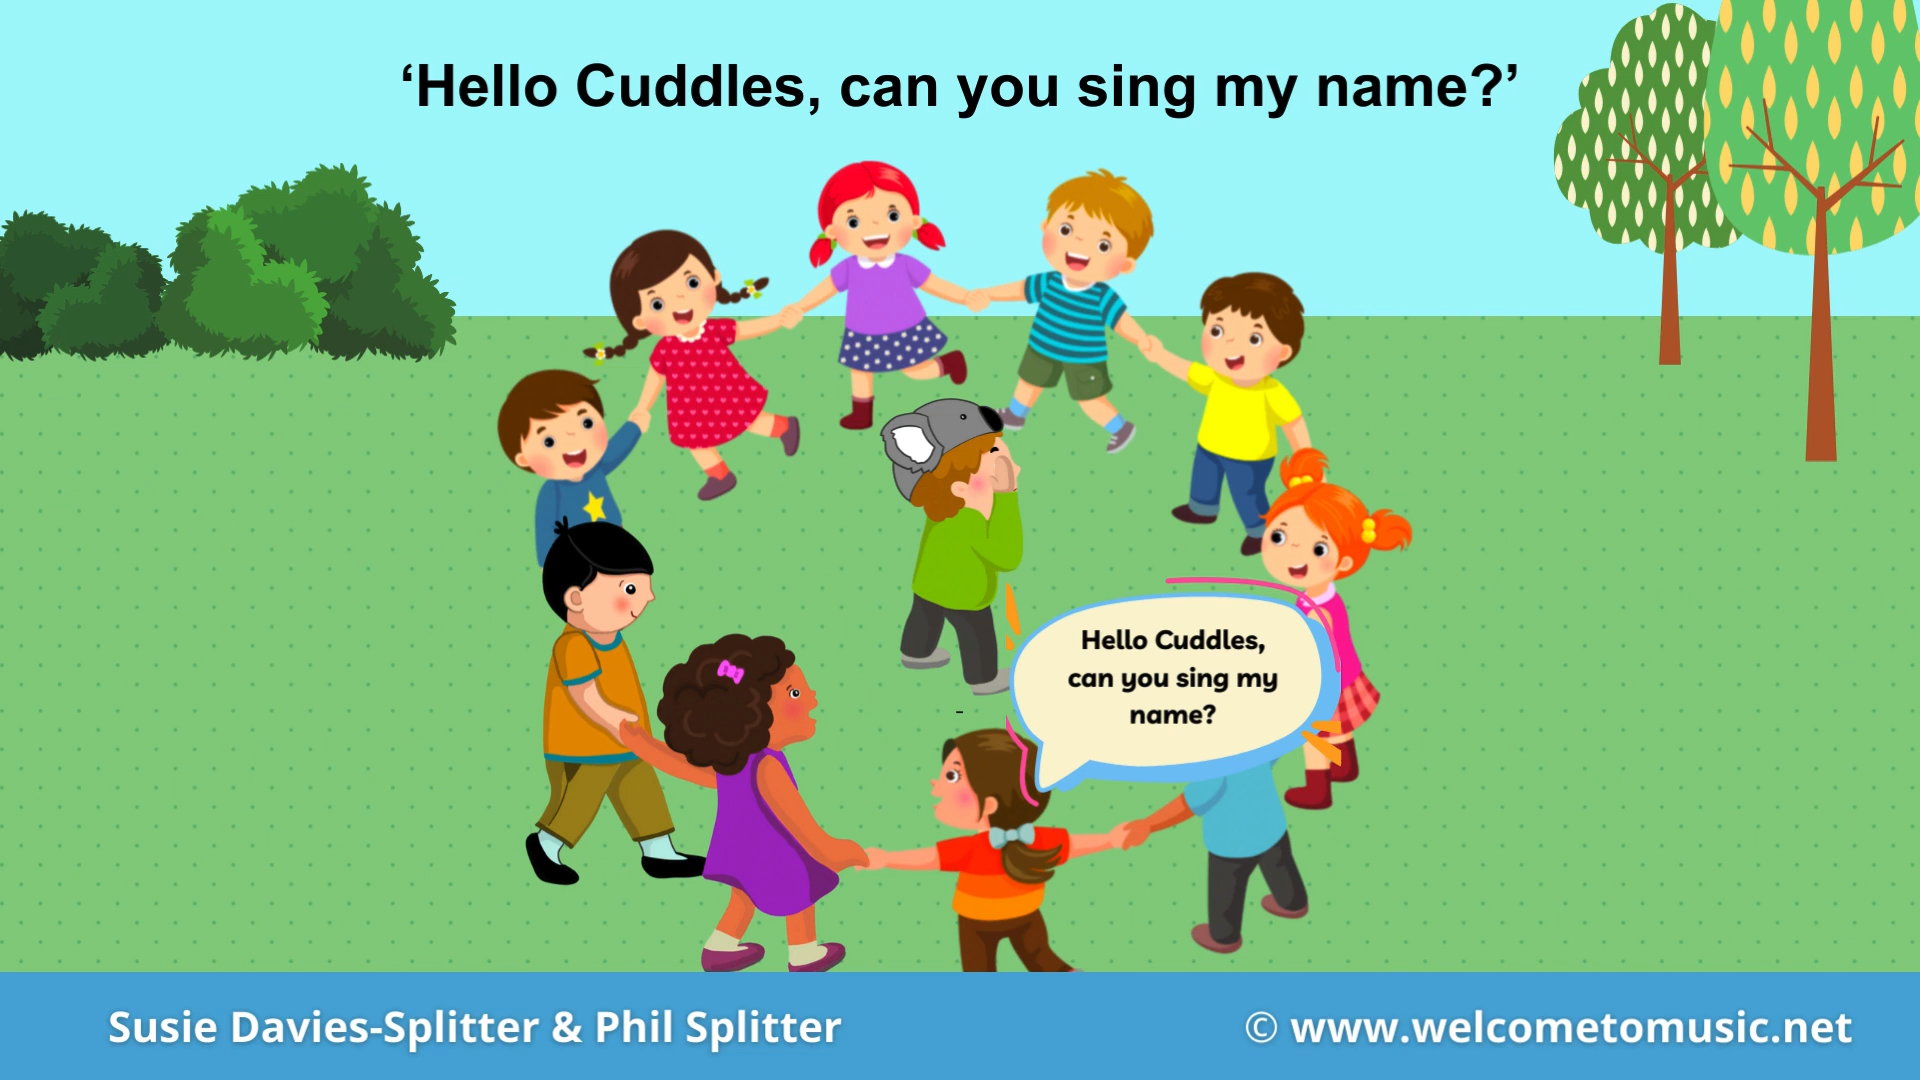 ‘Hello Cuddles, can you sing my name?’
Hello Cuddles,
can you sing my
name?
-
Susie Davies-Splitter & Phil Splitter
© www.welcometomusic.net